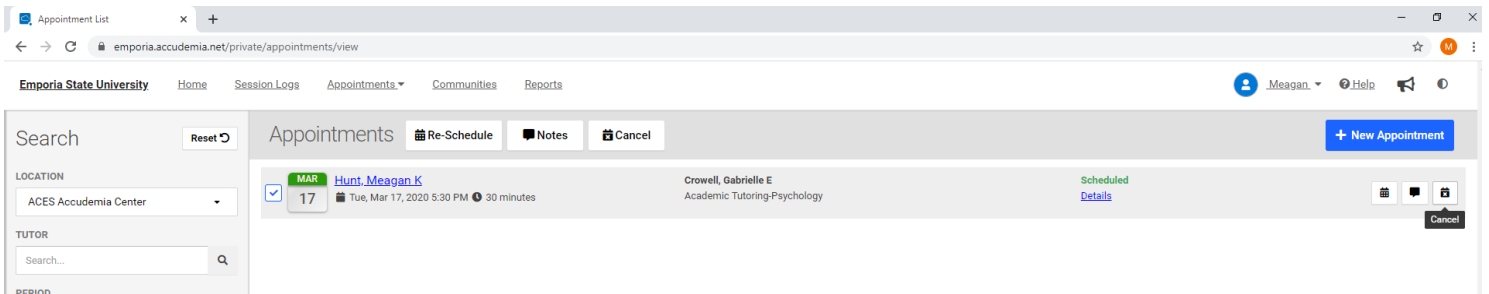 Appointment List
emporia.accudemia.net/private/appointments/view
M
Emporia State University Home Session Logs Appointments Communities Reports Meagan Help
Search Reset
Appointments Re-Schedule Notes Cancel + New Appointment
LOCATION
ACES Accudemia Center
TUTOR
Search...
PERIOD
MAR
17
Hunt, Meagan K
Tue, Mar 17, 2020 5:30 PM 30 minutes
Crowell, Gabrielle E
Academic Tutoring-Psychology
Scheduled
Details
Cancel